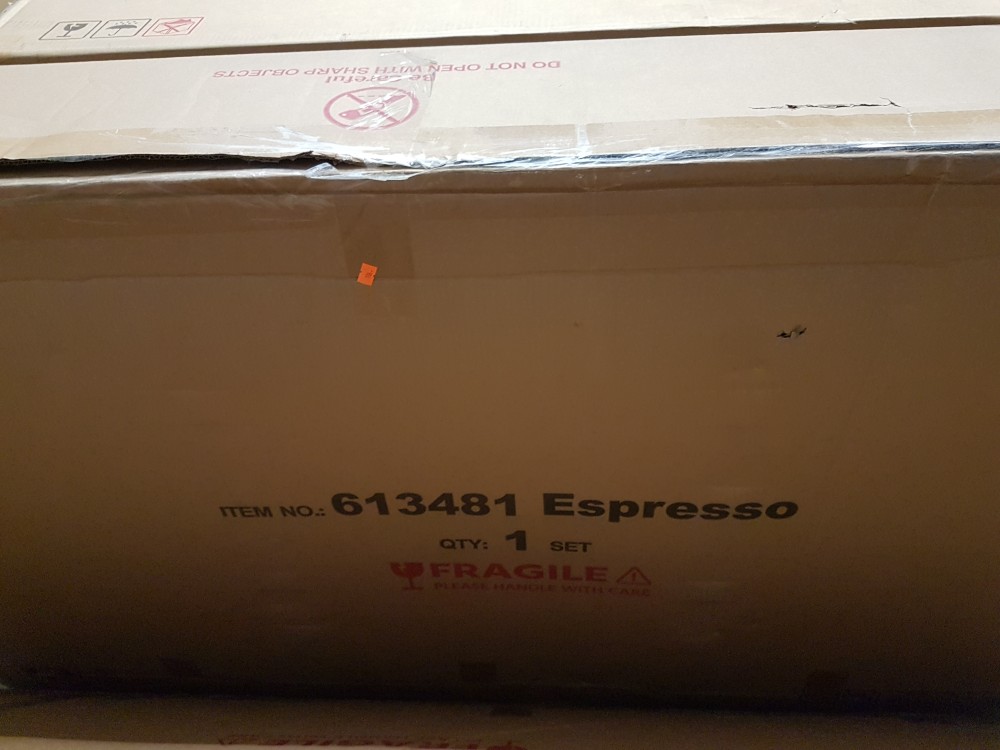 DO NOT OPEN WITH SHARP OBJECTS
Be careful
ITEM NO.: 613481 Espresso
QTY: 1 SET
FRAGILE
PLEASE HANDLE WITH CARE
FRAGILE